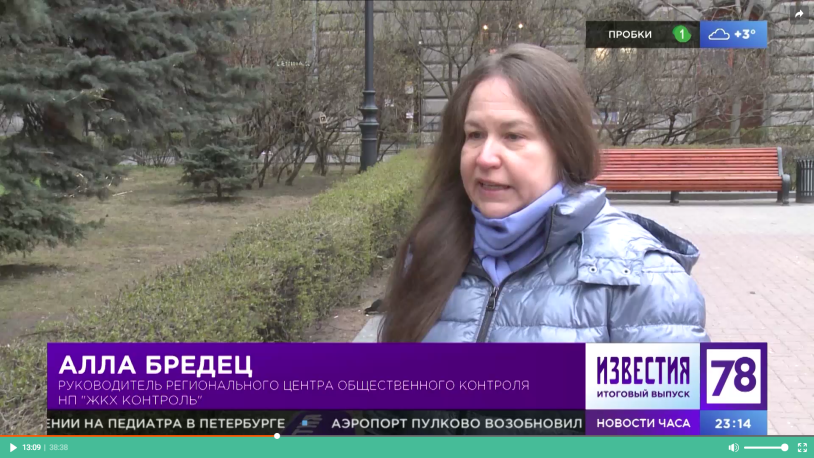 ПРОБКИ 1 +3°
АЛЛА БРЕДЕЦ
РУКОВОДИТЕЛЬ РЕГИОНАЛЬНОГО ЦЕНТРА ОБЩЕСТВЕННОГО КОНТРОЛЯ
НП "ЖКХ КОНТРОЛЬ"
ИЗВЕСТИЯ 78
ИТОГОВЫЙ ВЫПУСК
ЕНИИ НА ПЕДИАТРА В ПЕТЕРБУРГЕ АЭРОПОРТ ПУЛКОВО ВОЗОБНОВИЛ
НОВОСТИ ЧАСА 23:14
13:09 | 38:38